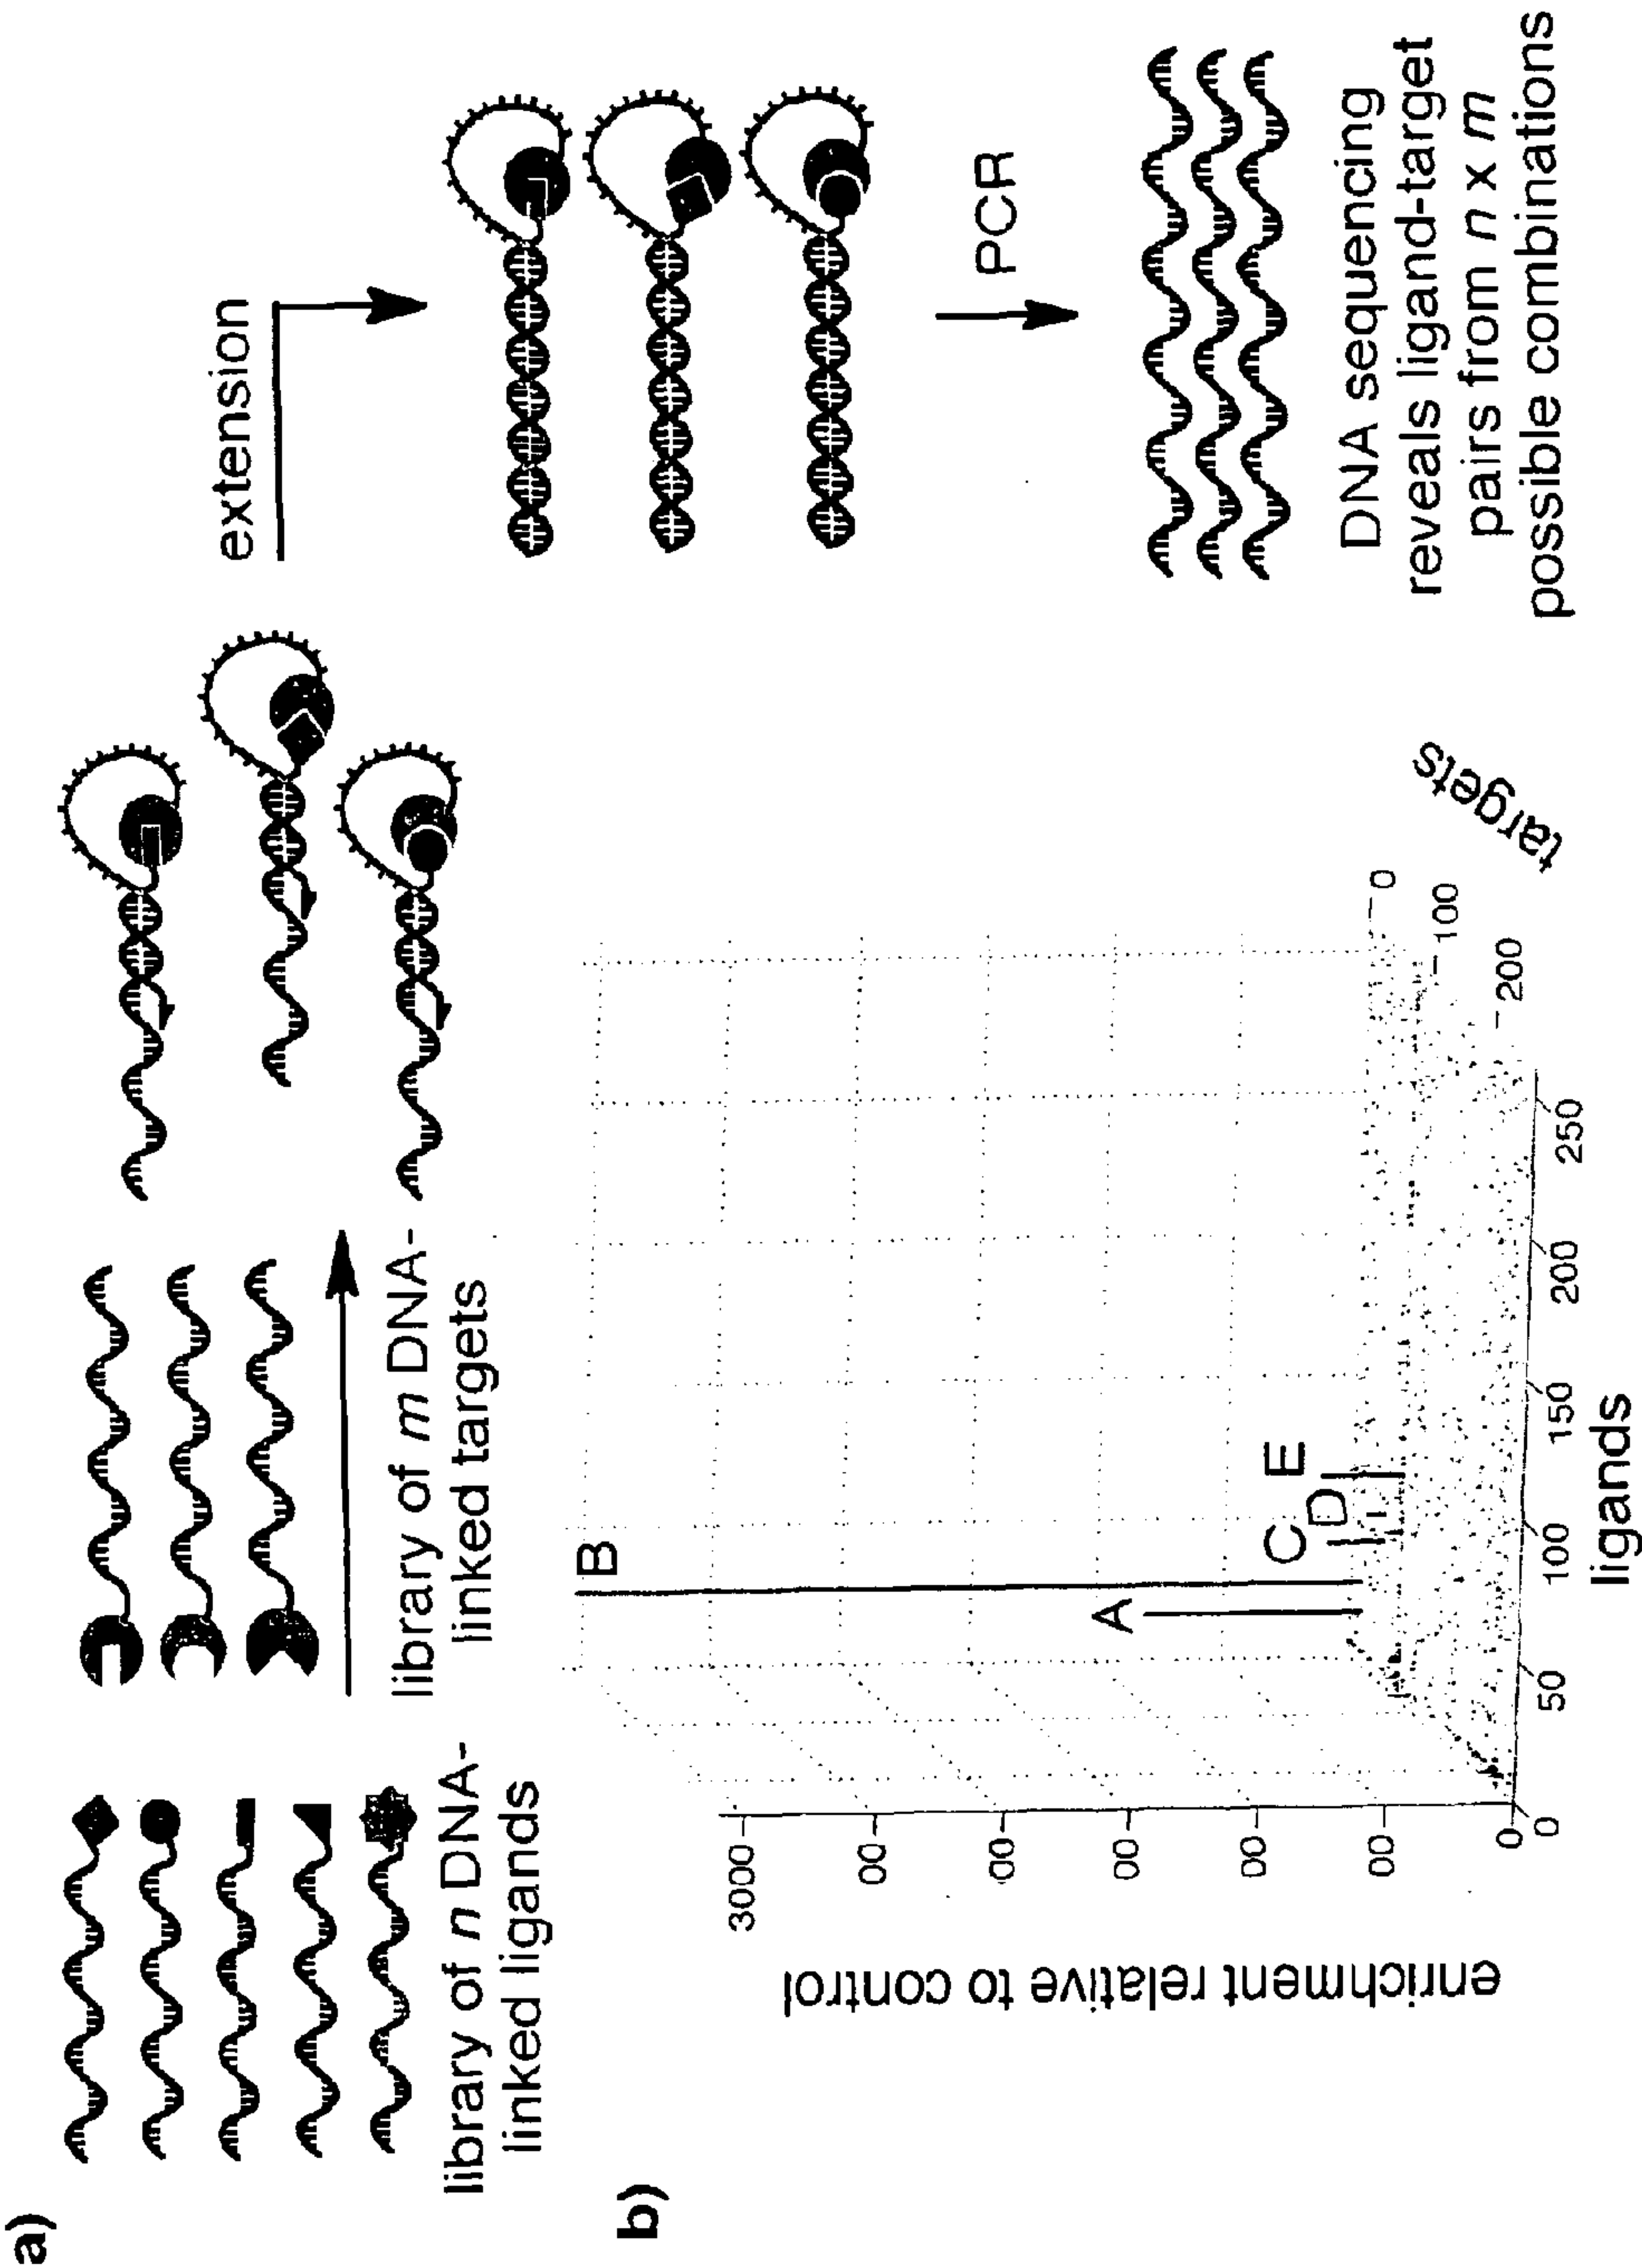 a)
library of n DNA-
linked ligands
library of m DNA-
linked targets
extension
PCR
DNA sequencing
reveals ligand-target
pairs from n x m
possible combinations
b)
enrichment relative to control
3000
00
00
00
00
00
0
A
B
C
D
E
0
50
100
150
200
250
ligands
0
100
200
targets